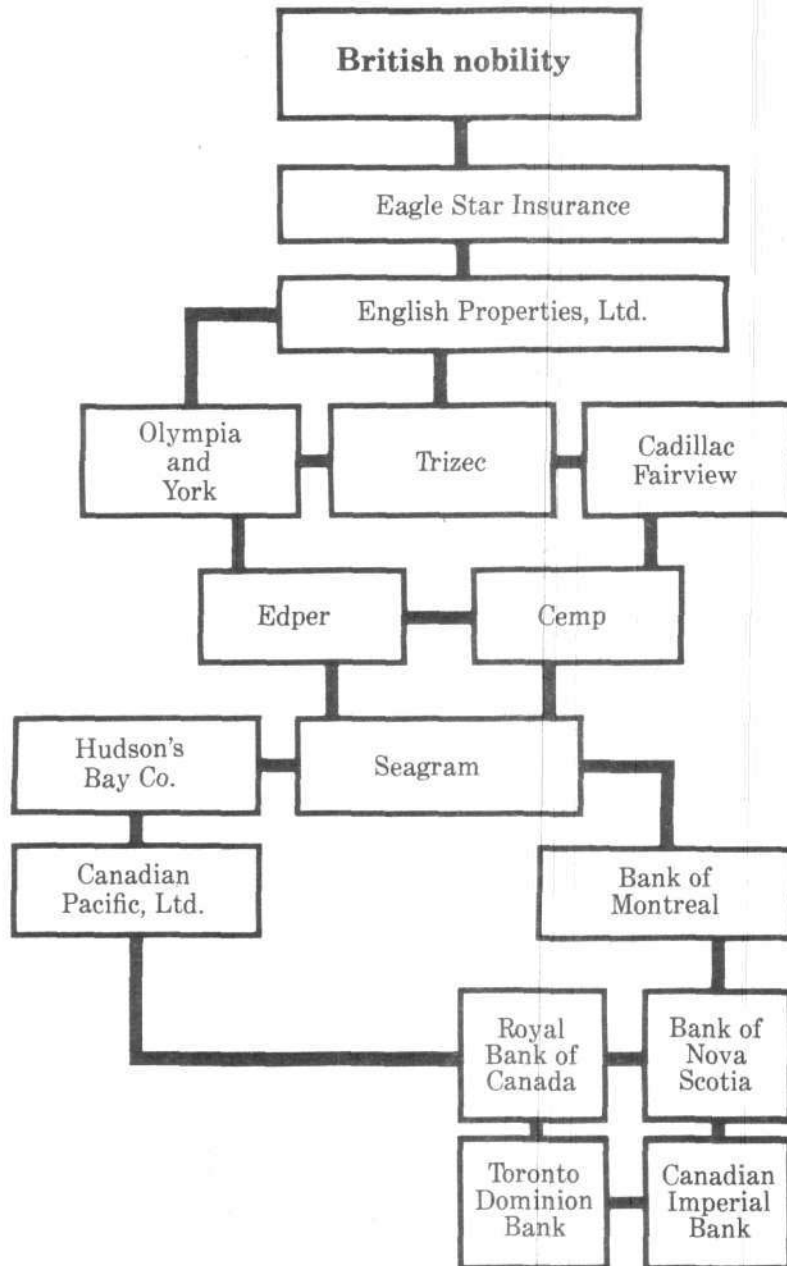 British nobility
Eagle Star Insurance
English Properties, Ltd.
Olympia
and
York
Trizec
Cadillac
Fairview
Edper
Cemp
Hudson's
Bay Co.
Seagram
Canadian
Pacific, Ltd.
Bank of
Montreal
Royal
Bank of
Canada
Bank of
Nova
Scotia
Toronto
Dominion
Bank
Canadian
Imperial
Bank